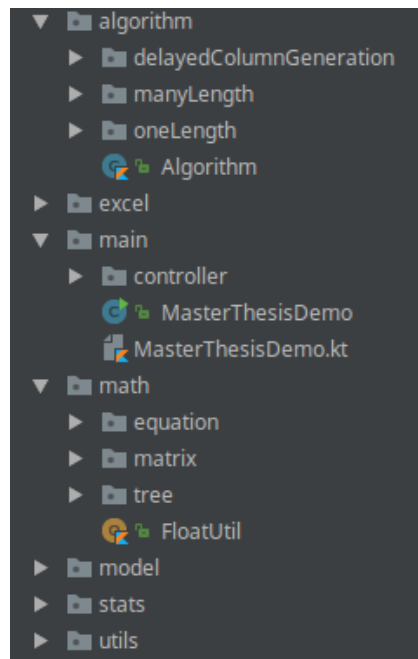 algorithm
delayedColumnGeneration
manyLength
oneLength
Algorithm
excel
main
controller
MasterThesisDemo
MasterThesisDemo.kt
math
equation
matrix
tree
FloatUtil
model
stats
utils